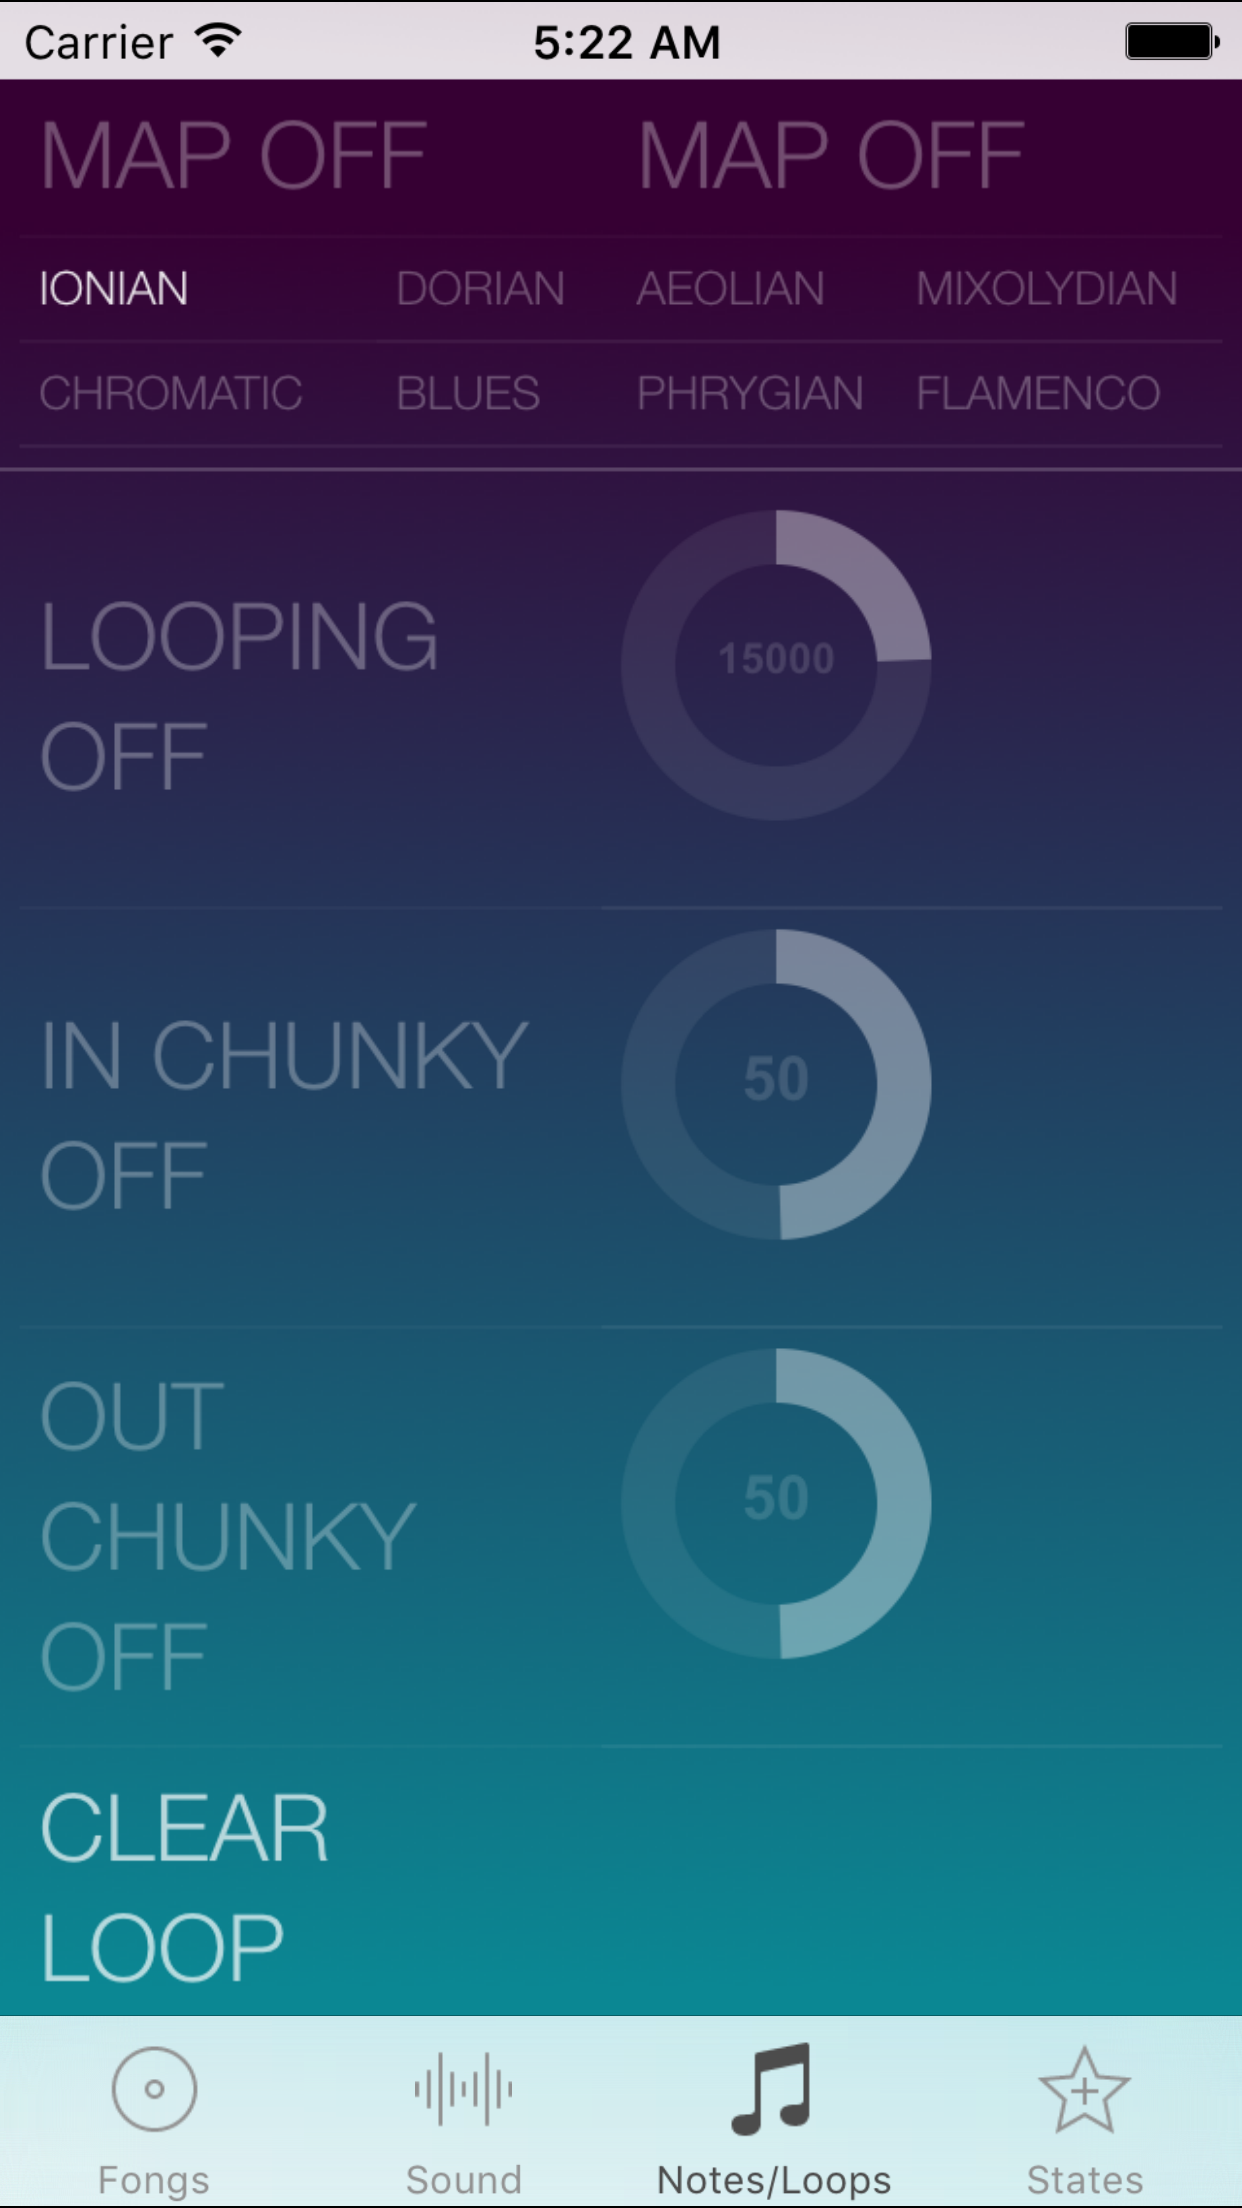 Carrier 5:22 AM
MAP OFF MAP OFF
IONIAN DORIAN AEOLIAN MIXOLYDIAN
CHROMATIC BLUES PHRYGIAN FLAMENCO
LOOPING
OFF
15000
IN CHUNKY
OFF
50
OUT
CHUNKY
OFF
50
CLEAR
LOOP
Fongs Sound Notes/Loops States